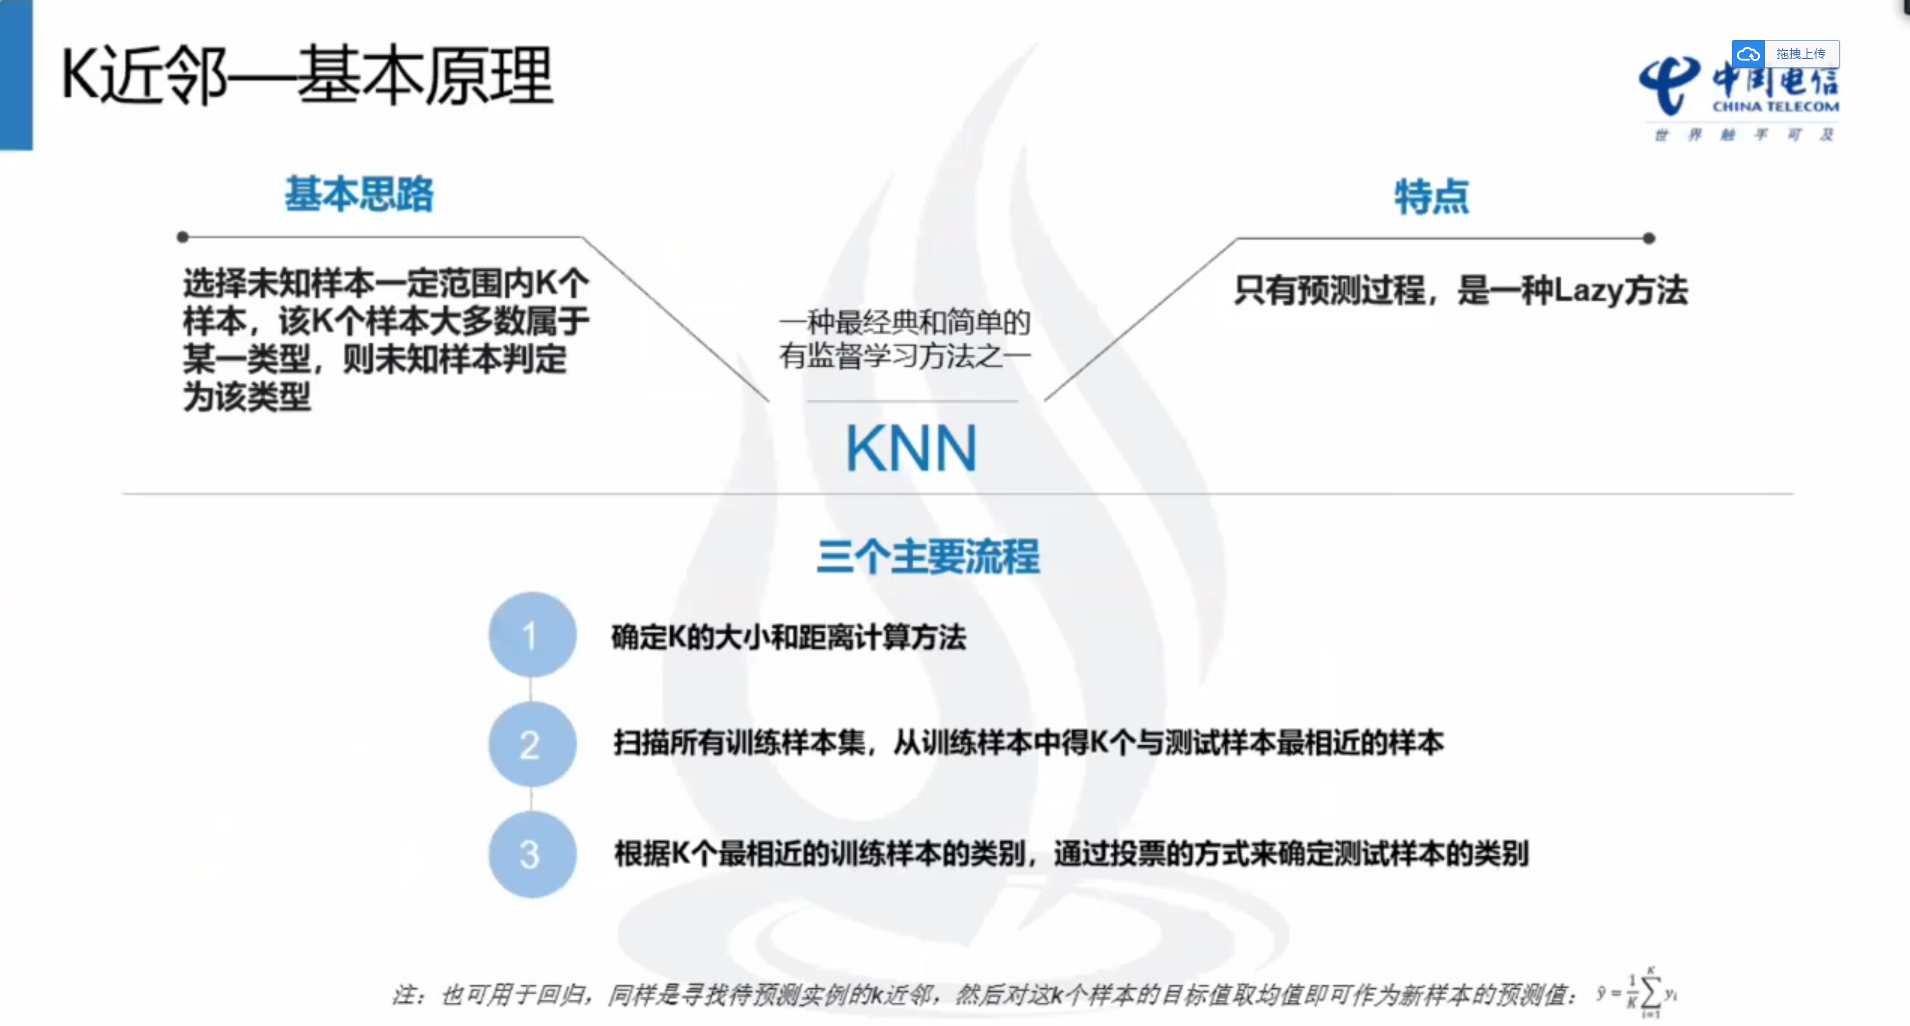 K近邻—基本原理
拖拽上传
中国电信
CHINA TELECOM
世界触手可及
基本思路
选择未知样本一定范围内K个
样本，该K个样本大多数属于
某一类型，则未知样本判定
为该类型
特点
只有预测过程，是一种Lazy方法
一种最经典和简单的
有监督学习方法之一
KNN
三个主要流程
1
确定K的大小和距离计算方法
2
扫描所有训练样本集，从训练样本中得K个与测试样本最相近的样本
3
根据K个最相近的训练样本的类别，通过投票的方式来确定测试样本的类别
注：也可用于回归，同样是寻找待预测实例的k近邻，然后对这k个样本的目标值取均值即可作为新样本的预测值： ŷ = 1/K ∑_{i=1}^{K} y_i